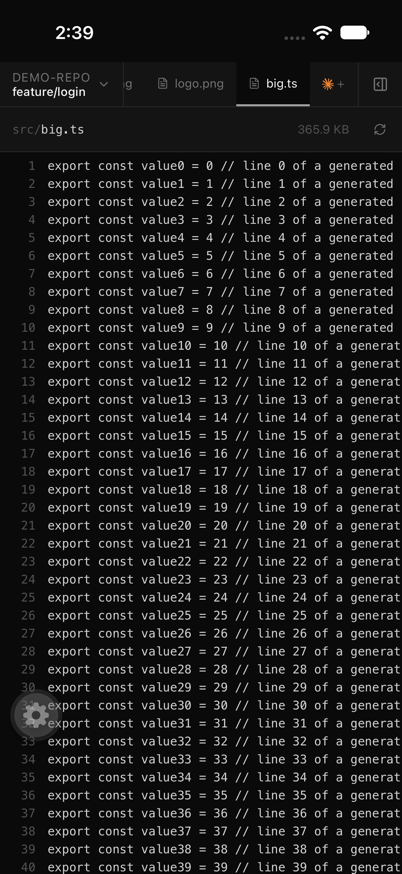 2:39
DEMO-REPO
feature/login
logo.png
big.ts
+
src/big.ts
365.9 KB
1 export const value0 = 0 // line 0 of a generated
2 export const value1 = 1 // line 1 of a generated
3 export const value2 = 2 // line 2 of a generated
4 export const value3 = 3 // line 3 of a generated
5 export const value4 = 4 // line 4 of a generated
6 export const value5 = 5 // line 5 of a generated
7 export const value6 = 6 // line 6 of a generated
8 export const value7 = 7 // line 7 of a generated
9 export const value8 = 8 // line 8 of a generated
10 export const value9 = 9 // line 9 of a generated
11 export const value10 = 10 // line 10 of a generat
12 export const value11 = 11 // line 11 of a generat
13 export const value12 = 12 // line 12 of a generat
14 export const value13 = 13 // line 13 of a generat
15 export const value14 = 14 // line 14 of a generat
16 export const value15 = 15 // line 15 of a generat
17 export const value16 = 16 // line 16 of a generat
18 export const value17 = 17 // line 17 of a generat
19 export const value18 = 18 // line 18 of a generat
20 export const value19 = 19 // line 19 of a generat
21 export const value20 = 20 // line 20 of a generat
22 export const value21 = 21 // line 21 of a generat
23 export const value22 = 22 // line 22 of a generat
24 export const value23 = 23 // line 23 of a generat
25 export const value24 = 24 // line 24 of a generat
26 export const value25 = 25 // line 25 of a generat
27 export const value26 = 26 // line 26 of a generat
28 export const value27 = 27 // line 27 of a generat
29 export const value28 = 28 // line 28 of a generat
30 export const value29 = 29 // line 29 of a generat
export const value30 = 30 // line 30 of a generat
export const value31 = 31 // line 31 of a generat
33 export const value32 = 32 // line 32 of a generat
34 export const value33 = 33 // line 33 of a generat
35 export const value34 = 34 // line 34 of a generat
36 export const value35 = 35 // line 35 of a generat
37 export const value36 = 36 // line 36 of a generat
38 export const value37 = 37 // line 37 of a generat
39 export const value38 = 38 // line 38 of a generat
40 export const value39 = 39 // line 39 of a generat